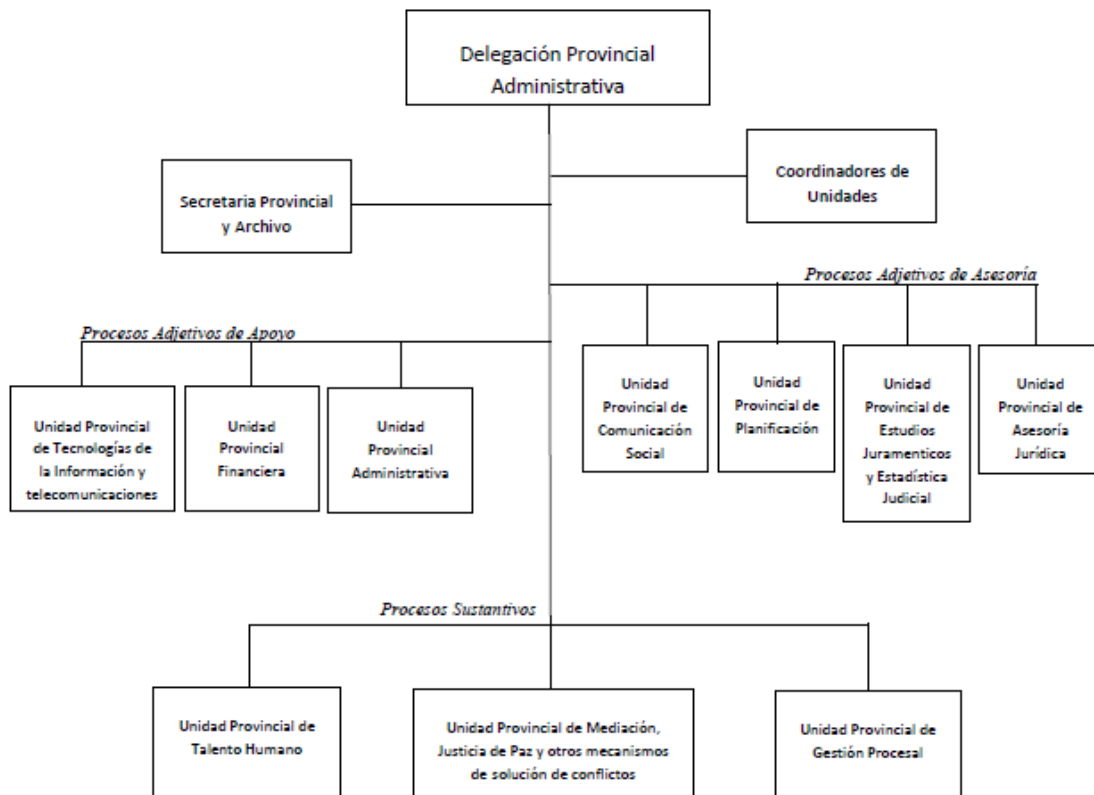 Delegación Provincial
Administrativa
Coordinadores de
Unidades
Secretaria Provincial
y Archivo
Procesos Adjetivos de Asesoría
Procesos Adjetivos de Apoyo
Unidad
Provincial de
Comunicación
Social
Unidad
Provincial de
Planificación
Unidad
Provincial de
Estudios
Juramenticos
y Estadística
Judicial
Unidad
Provincial de
Asesoría
Jurídica
Unidad Provincial
de Tecnologías de
la Información y
telecomunicaciones
Unidad
Provincial
Financiera
Unidad
Provincial
Administrativa
Procesos Sustantivos
Unidad Provincial de
Talento Humano
Unidad Provincial de Mediación,
Justicia de Paz y otros mecanismos
de solución de conflictos
Unidad Provincial de
Gestión Procesal